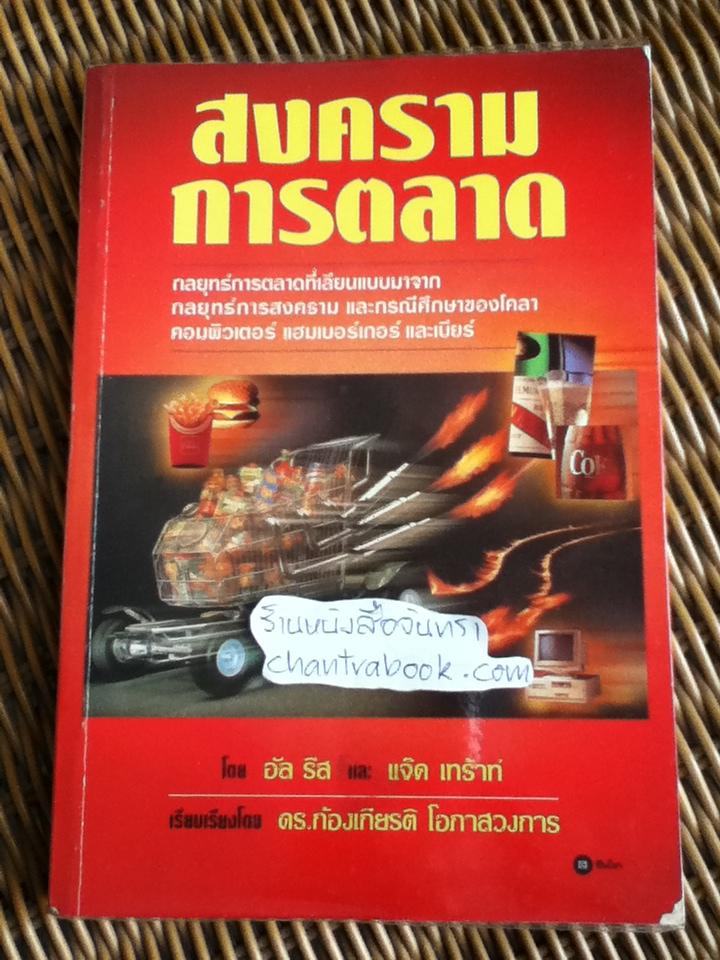 สงคราม
การตลาด
กลยุทธ์การตลาดที่เลียนแบบมาจาก
กลยุทธ์การสงคราม และกรณีศึกษาของโคลา
คอมพิวเตอร์ แฮมเบอร์เกอร์ และเบียร์
Cok
ร้านหนังสือจันทรา
chantrabook.com
โดย อัล รีส และ แจ๊ค เทร้าท์
เรียบเรียงโดย ดร.ก้องเกียรติ โอภาสวงการ
ซีเอ็ด